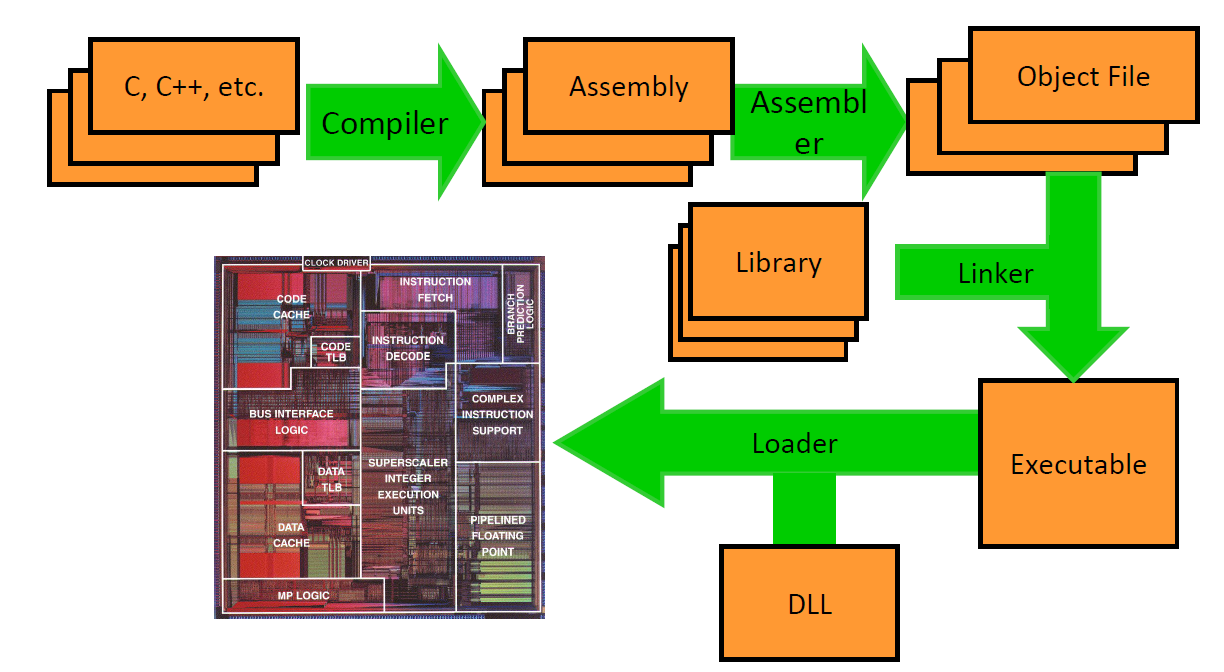 C, C++, etc.
Compiler
Assembly
Assembl
er
Object File
Library
Linker
CLOCK DRIVER
CODE
CACHE
INSTRUCTION
FETCH
BRANCH
PREDICTION
LOGIC
CODE
TLB
INSTRUCTION
DECODE
BUS INTERFACE
LOGIC
COMPLEX
INSTRUCTION
SUPPORT
DATA
TLB
SUPERSCALER
INTEGER
EXECUTION
UNITS
DATA
CACHE
PIPELINED
FLOATING
POINT
MP LOGIC
Loader
Executable
DLL